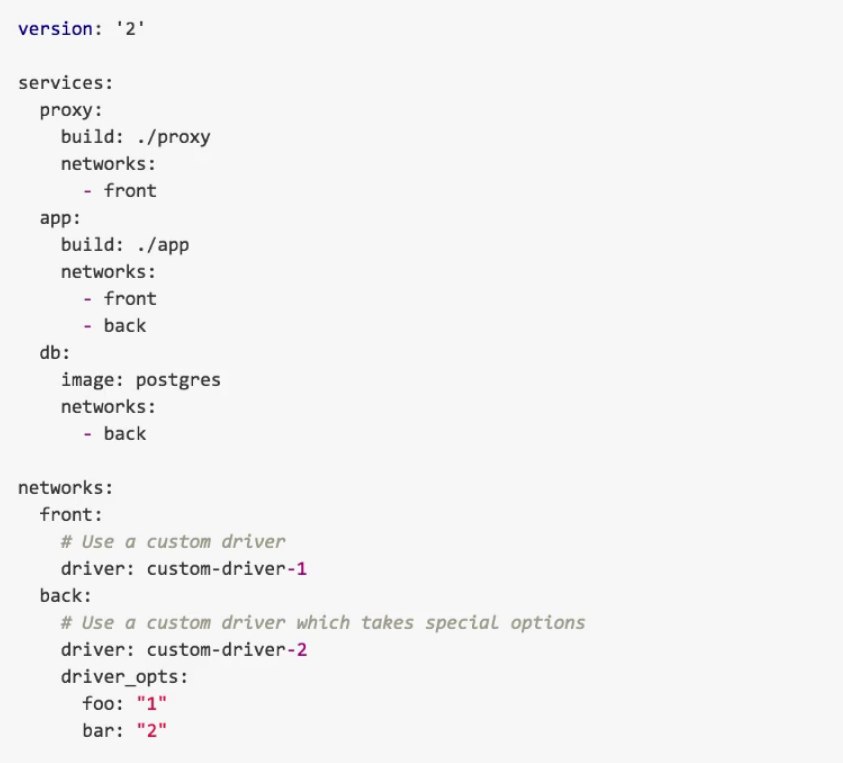 version: '2'

services:
  proxy:
    build: ./proxy
    networks:
      - front
  app:
    build: ./app
    networks:
      - front
      - back
  db:
    image: postgres
    networks:
      - back

networks:
  front:
    # Use a custom driver
    driver: custom-driver-1
  back:
    # Use a custom driver which takes special options
    driver: custom-driver-2
    driver_opts:
      foo: "1"
      bar: "2"